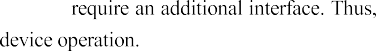 require an additional interface. Thus,
device operation.